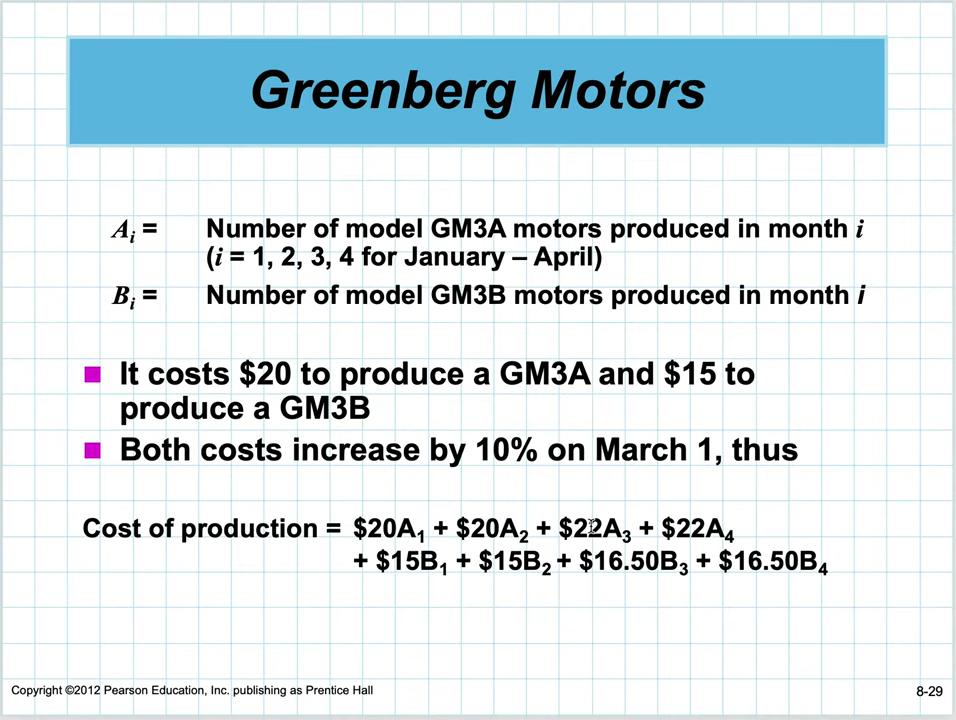 Greenberg Motors
Aᵢ = Number of model GM3A motors produced in month i
(i = 1, 2, 3, 4 for January – April)
Bᵢ = Number of model GM3B motors produced in month i
It costs $20 to produce a GM3A and $15 to
produce a GM3B
Both costs increase by 10% on March 1, thus
Cost of production = $20A₁ + $20A₂ + $22A₃ + $22A₄
+ $15B₁ + $15B₂ + $16.50B₃ + $16.50B₄
Copyright ©2012 Pearson Education, Inc. publishing as Prentice Hall
8-29